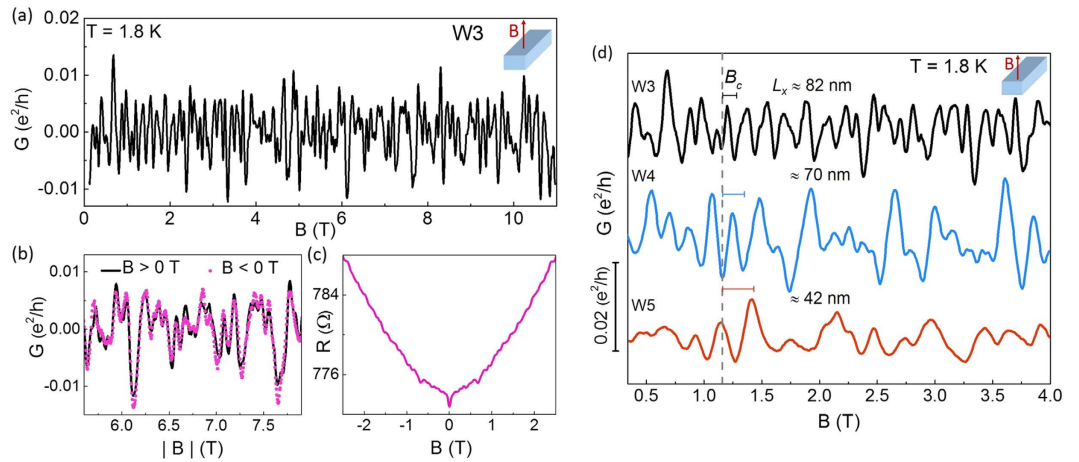 (a)
0.02
0.01
0.00
-0.01
G (e²/h)
T = 1.8 K
W3
B
0 2 4 6 8 10
B (T)
(b)
B > 0 T
B < 0 T
0.01
0.00
-0.01
G (e²/h)
6.0 6.5 7.0 7.5
| B | (T)
(c)
784
776
R (Ω)
-2 -1 0 1 2
B (T)
(d)
T = 1.8 K
B
W3
B_c
L_x ≈ 82 nm
W4
≈ 70 nm
W5
≈ 42 nm
G (e²/h)
0.02 (e²/h)
0.5 1.0 1.5 2.0 2.5 3.0 3.5 4.0
B (T)